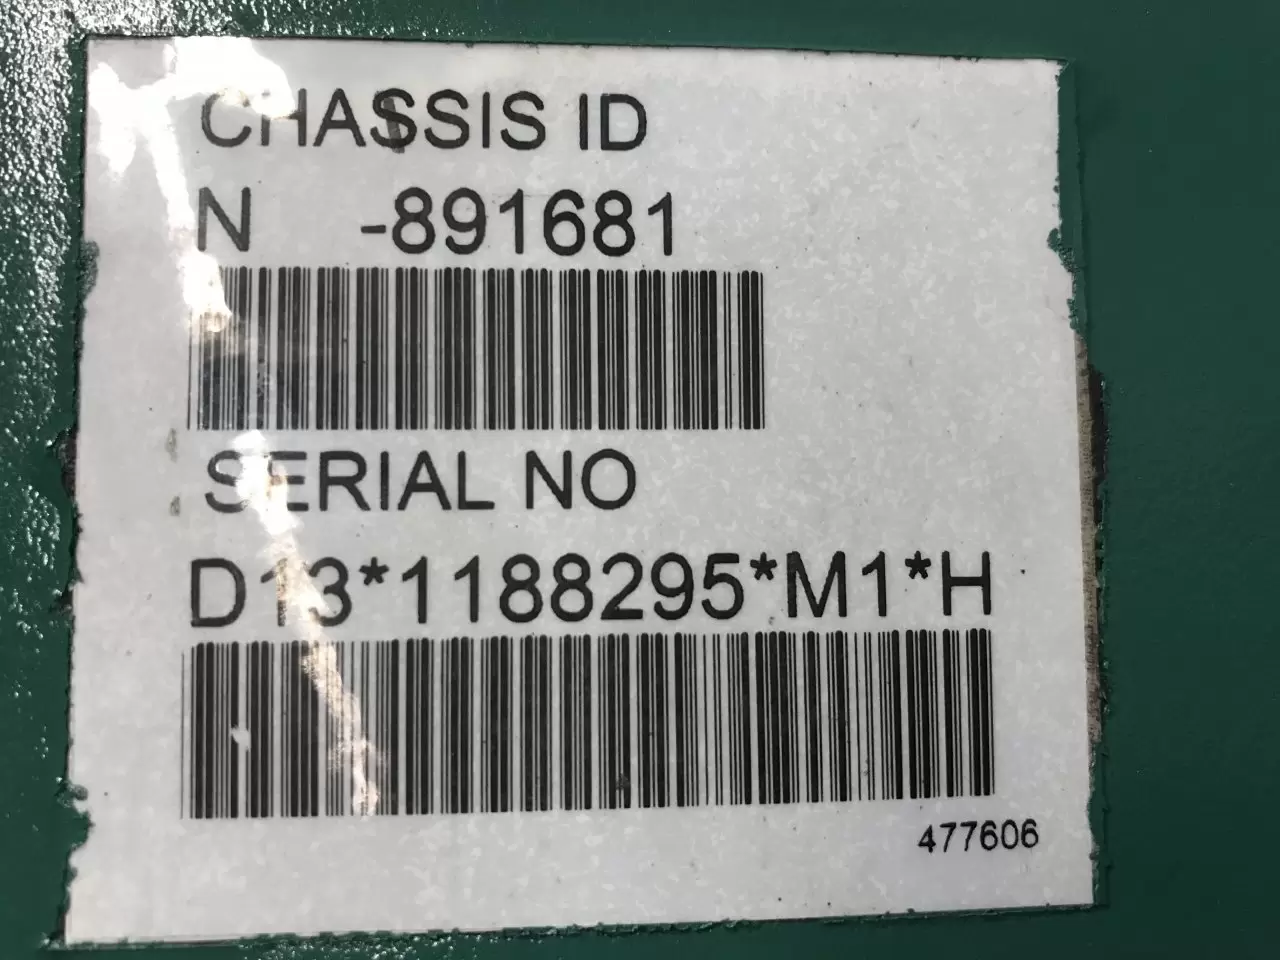 CHASSIS ID
N -891681
SERIAL NO
D13*1188295*M1*H
477606